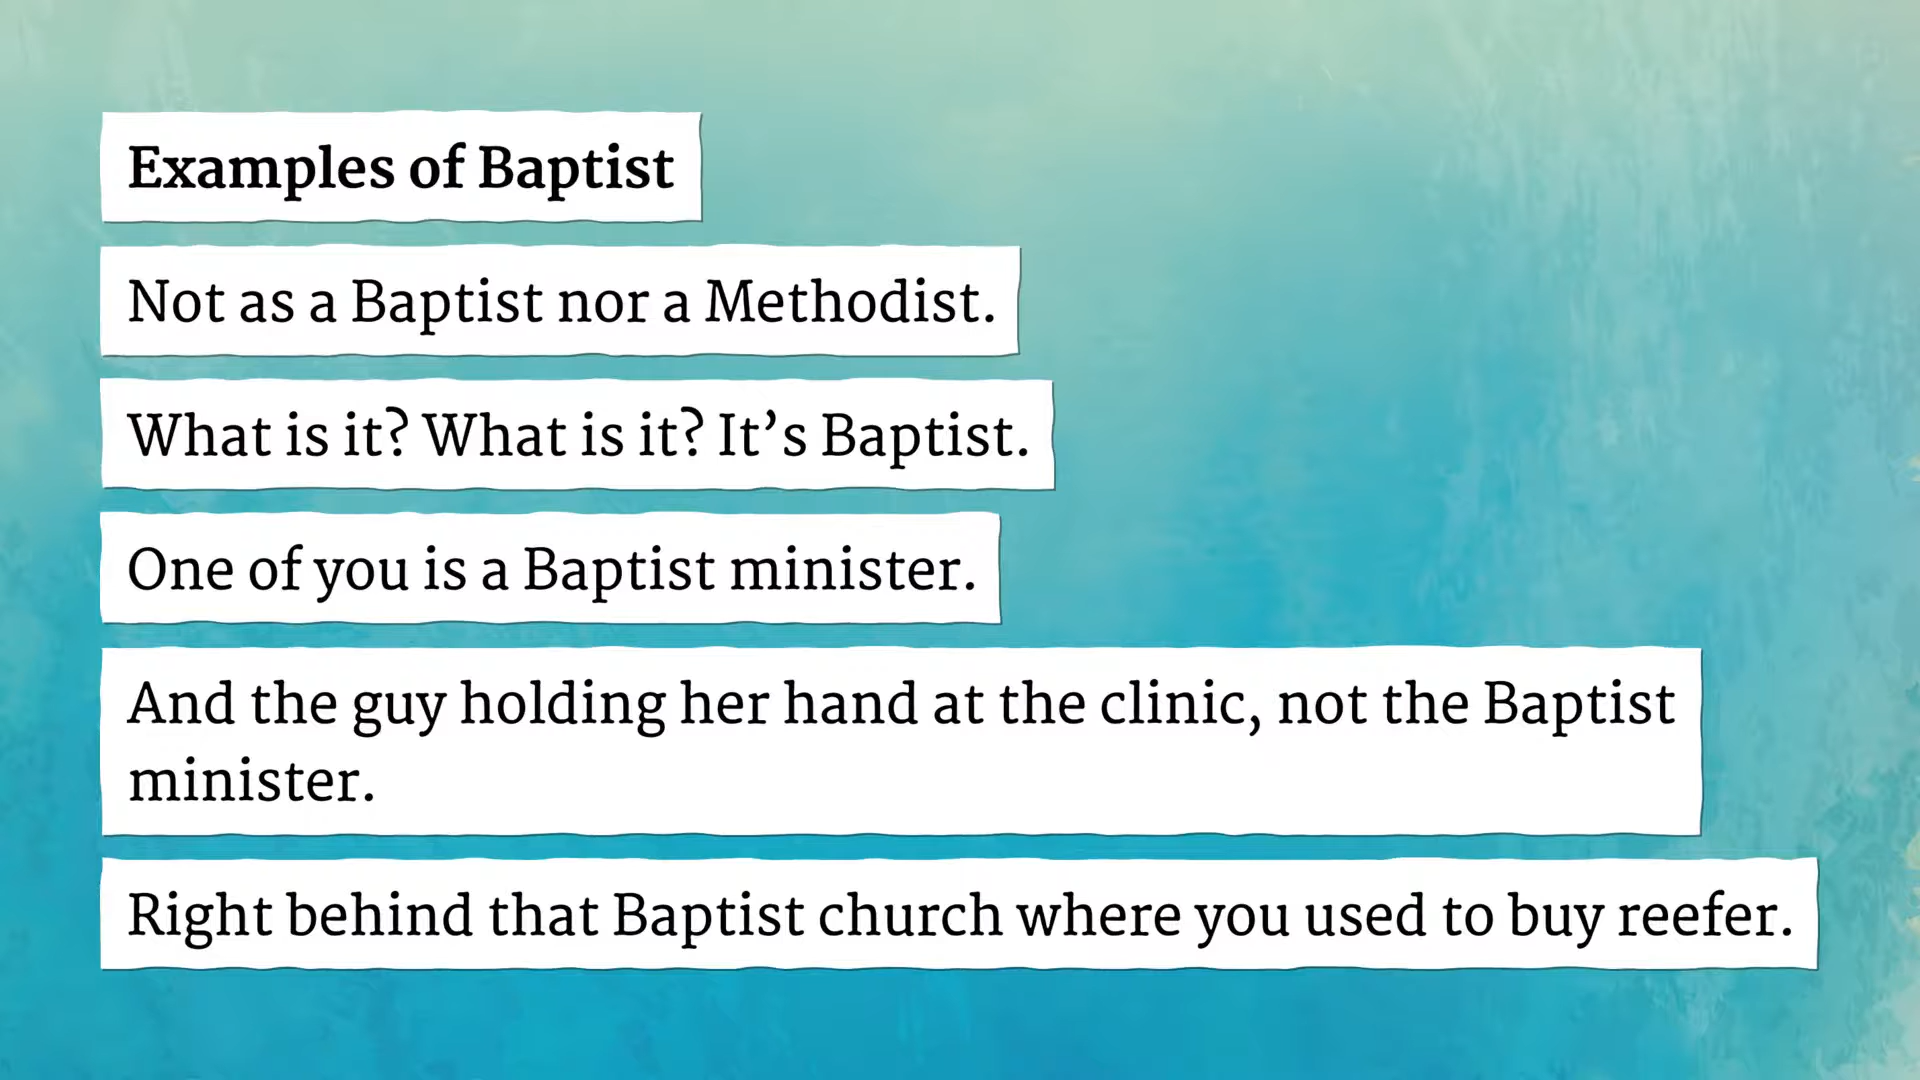 Examples of Baptist
Not as a Baptist nor a Methodist.
What is it? What is it? It’s Baptist.
One of you is a Baptist minister.
And the guy holding her hand at the clinic, not the Baptist
minister.
Right behind that Baptist church where you used to buy reefer.